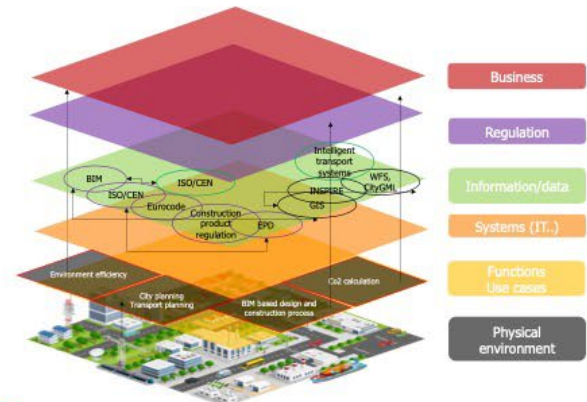 Business
Regulation
Intelligent
transport
systems
BIM
ISO/CEN
WFS,
CityGML
ISO/CEN
INSPIRE
Eurocode
GIS
Information/data
Construction
product
regulation
EPD
Systems (IT..)
Environment efficiency
Co2 calculation
City planning
Transport planning
BIM based design and
construction process
Functions
Use cases
Physical
environment